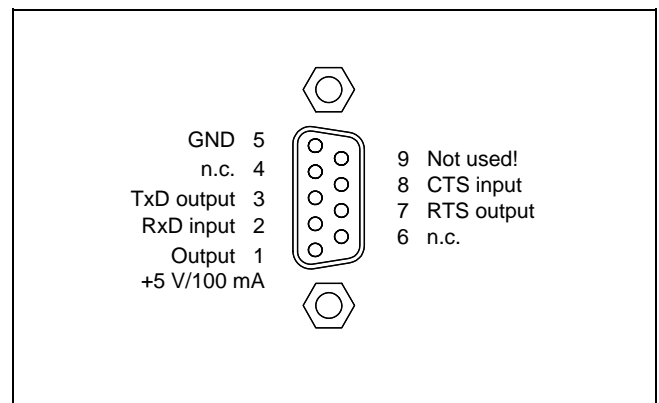 GND 5
n.c. 4
TxD output 3
RxD input 2
Output 1
+5 V/100 mA
9 Not used!
8 CTS input
7 RTS output
6 n.c.